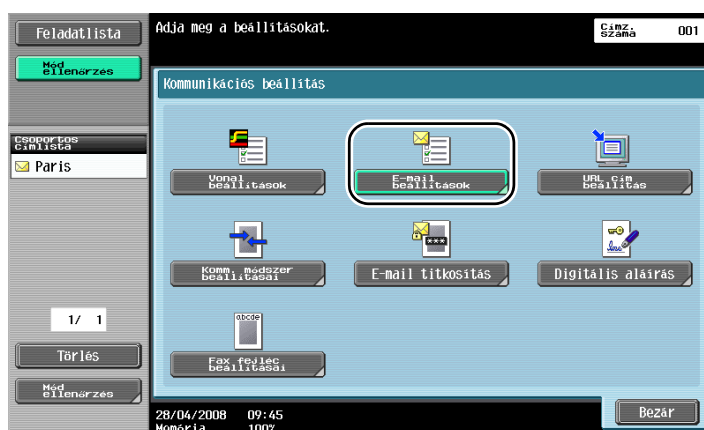 Feladatlista
Adja meg a beállításokat.
Címz.
száma
001
Mód
ellenőrzés
Kommunikációs beállítás
Csoportos
címlista
Paris
Vonal
beállítások
E-mail
beállítások
URL cím
beállítás
Komm. módszer
beállításai
E-mail titkosítás
Digitális aláírás
abcde
Fax fejléc
beállításai
1/ 1
Törlés
Mód
ellenőrzés
Bezár
28/04/2008 09:45
Memória 100%